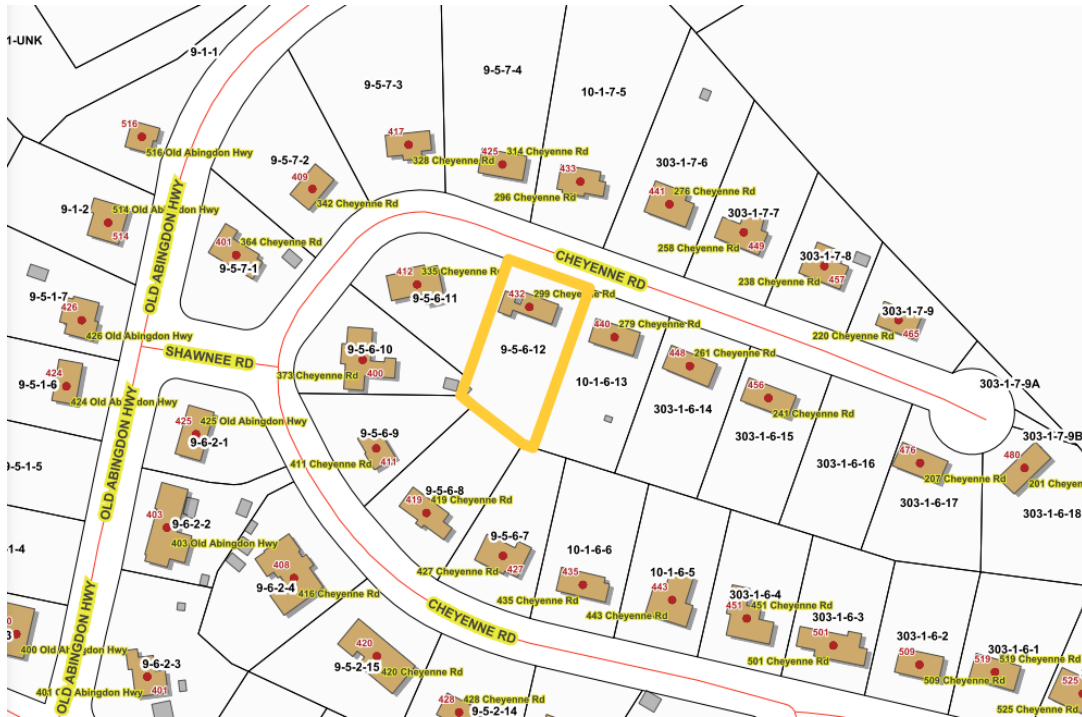 1-UNK
9-1-1
9-5-7-3
9-5-7-4
10-1-7-5
516
516 Old Abingdon Hwy
417
328 Cheyenne Rd
425
314 Cheyenne Rd
9-5-7-2
409
342 Cheyenne Rd
433
296 Cheyenne Rd
303-1-7-6
441
276 Cheyenne Rd
9-1-2
514 Old Abingdon Hwy
514
OLD ABINGDON HWY
401
364 Cheyenne Rd
9-5-7-1
303-1-7-7
449
258 Cheyenne Rd
303-1-7-8
457
238 Cheyenne Rd
CHEYENNE RD
412
335 Cheyenne R
9-5-6-11
432
299 Cheyenne Rd
9-5-1-7
426
426 Old Abingdon Hwy
303-1-7-9
465
220 Cheyenne Rd
440
279 Cheyenne Rd
9-5-6-12
SHAWNEE RD
9-5-6-10
400
373 Cheyenne Rd
448
261 Cheyenne Rd
10-1-6-13
9-5-1-6
424
424 Old Abingdon Hwy
456
241 Cheyenne Rd
303-1-6-14
303-1-7-9A
425
425 Old Abingdon Hwy
9-6-2-1
9-5-6-9
411
411 Cheyenne Rd
303-1-6-15
303-1-7-9B
9-5-1-5
OLD ABINGDON HWY
303-1-6-16
476
207 Cheyenne Rd
303-1-6-17
480
201 Cheyen
303-1-6-18
9-5-6-8
419
419 Cheyenne Rd
403
9-6-2-2
403 Old Abingdon Hwy
1-4
9-5-6-7
427 Cheyenne Rd
427
10-1-6-6
435
435 Cheyenne Rd
408
9-6-2-4
416 Cheyenne Rd
10-1-6-5
443
443 Cheyenne Rd
303-1-6-4
451
451 Cheyenne Rd
303-1-6-3
501
501 Cheyenne Rd
303-1-6-2
509
509 Cheyenne Rd
303-1-6-1
519
519 Cheyenne Rd
CHEYENNE RD
0
3
400 Old Abingdon Hwy
OLD ABINGDON HWY
9-6-2-3
401
401 Old Abingdon Hwy
420
9-5-2-15
420 Cheyenne Rd
525
525 Cheyenne Rd
428
428 Cheyenne Rd
9-5-2-14